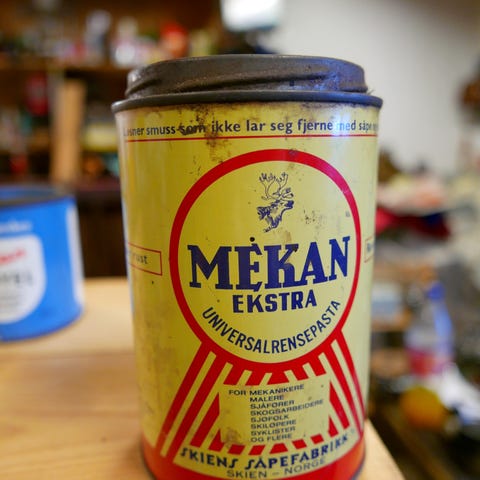 Løsner smuss som ikke lar seg fjerne med såpe
rust
MEKAN
EKSTRA
UNIVERSALRENSEPASTA
FOR MEKANIKERE
MALERE
SJÅFØRER
SKOGSARBEIDERE
SJØFOLK
SKILØPERE
SYKLISTER
OG FLERE
SKIENS SÅPEFABRIKK
SKIEN – NORGE